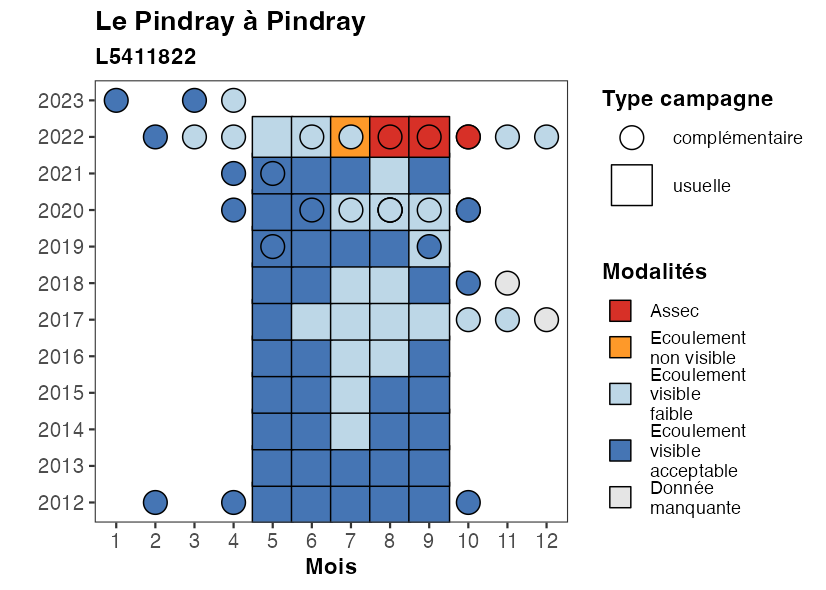 Le Pindray à Pindray
L5411822
2023
2022
2021
2020
2019
2018
2017
2016
2015
2014
2013
2012
1 2 3 4 5 6 7 8 9 10 11 12
Mois
Type campagne
complémentaire
usuelle
Modalités
Assec
Ecoulement
non visible
Ecoulement
visible
faible
Ecoulement
visible
acceptable
Donnée
manquante